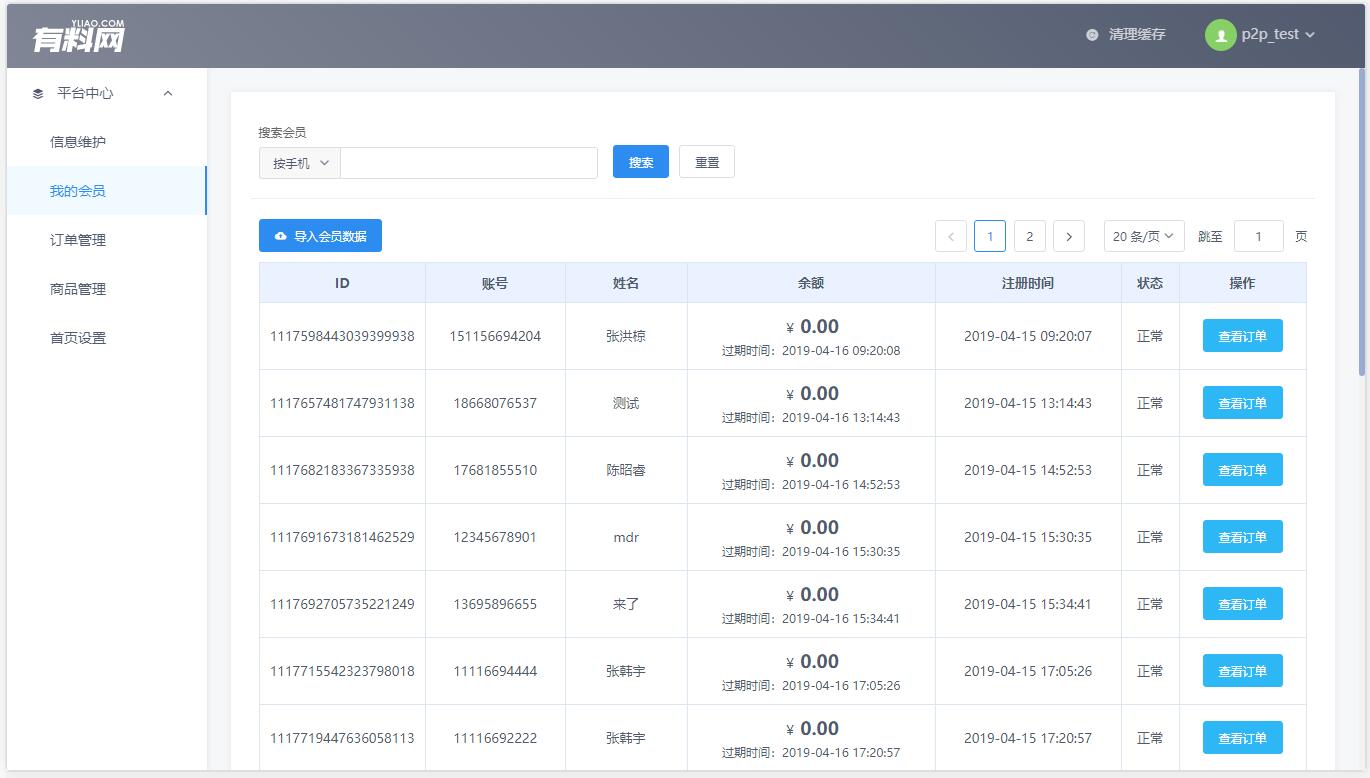 YLIAO.COM
有料网
清理缓存
p2p_test
平台中心
信息维护
我的会员
订单管理
商品管理
首页设置
搜索会员
按手机
搜索
重置
导入会员数据
1
2
20 条/页
跳至
1
页
ID 账号 姓名 余额 注册时间 状态 操作
1117598443039399938 151156694204 张洪椋 ¥ 0.00 过期时间：2019-04-16 09:20:08 2019-04-15 09:20:07 正常 查看订单
1117657481747931138 18668076537 测试 ¥ 0.00 过期时间：2019-04-16 13:14:43 2019-04-15 13:14:43 正常 查看订单
1117682183367335938 17681855510 陈昭睿 ¥ 0.00 过期时间：2019-04-16 14:52:53 2019-04-15 14:52:53 正常 查看订单
1117691673181462529 12345678901 mdr ¥ 0.00 过期时间：2019-04-16 15:30:35 2019-04-15 15:30:35 正常 查看订单
1117692705735221249 13695896655 来了 ¥ 0.00 过期时间：2019-04-16 15:34:41 2019-04-15 15:34:41 正常 查看订单
1117715542323798018 11116694444 张韩宇 ¥ 0.00 过期时间：2019-04-16 17:05:26 2019-04-15 17:05:26 正常 查看订单
1117719447636058113 11116692222 张韩宇 ¥ 0.00 过期时间：2019-04-16 17:20:57 2019-04-15 17:20:57 正常 查看订单